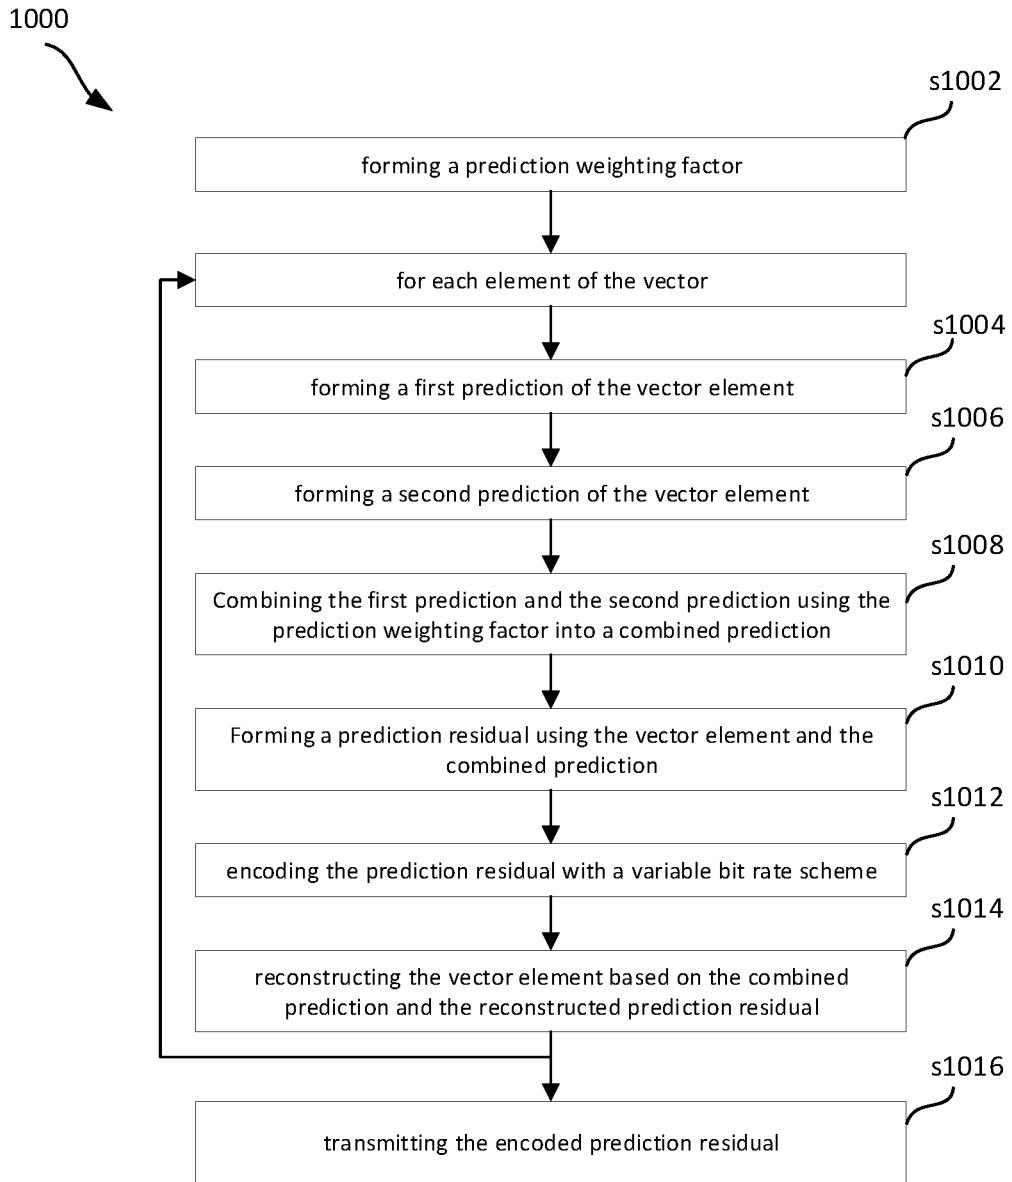 1000
s1002
forming a prediction weighting factor
for each element of the vector
s1004
forming a first prediction of the vector element
s1006
forming a second prediction of the vector element
s1008
Combining the first prediction and the second prediction using the
prediction weighting factor into a combined prediction
s1010
Forming a prediction residual using the vector element and the
combined prediction
s1012
encoding the prediction residual with a variable bit rate scheme
s1014
reconstructing the vector element based on the combined
prediction and the reconstructed prediction residual
s1016
transmitting the encoded prediction residual